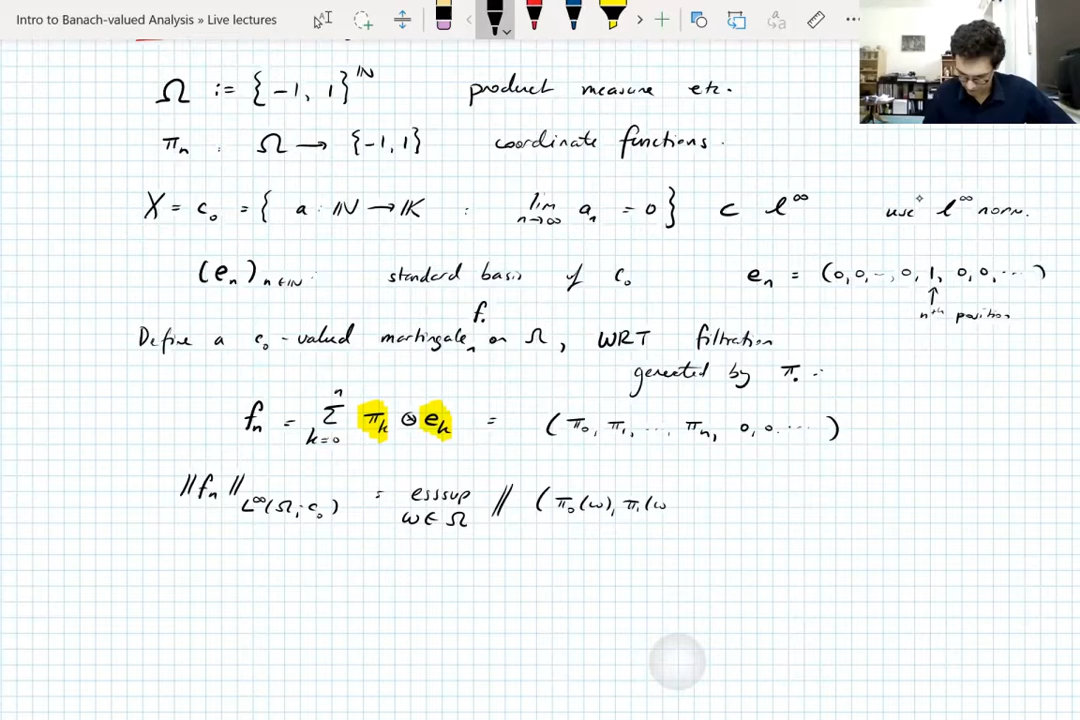 Intro to Banach-valued Analysis » Live lectures
Ω := {-1, 1}^ℕ product measure etc.
π_n : Ω → {-1,1} coordinate functions.
X = c_0 = { a : ℕ → 𝕂 : lim_{n→∞} a_n = 0 } ⊂ ℓ^∞ use ℓ^∞ norm.
(e_n)_{n∈ℕ} : standard basis of c_0 e_n = (0,0,-,0,1,0,0,...)
↑
n^th position
Define a c_0-valued martingale f. on Ω, WRT filtration
generated by π. :
f_n = Σ_{k=0}^n π_k ⊗ e_k = (π_0, π_1, ..., π_n, 0, 0....)
||f_n||_{L^∞(Ω; c_0)} = esssup_{ω∈Ω} || (π_0(ω), π_1(ω